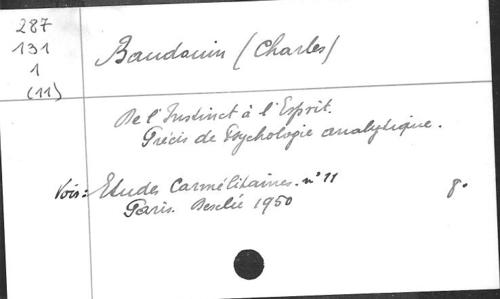 287
131
1
(11)
Baudouin (Charles)
De l'Instinct à l'Esprit.
Précis de Psychologie analytique.
Voir: Etudes Carmélitaines. n° 11
Paris. Desclée 1950
8°